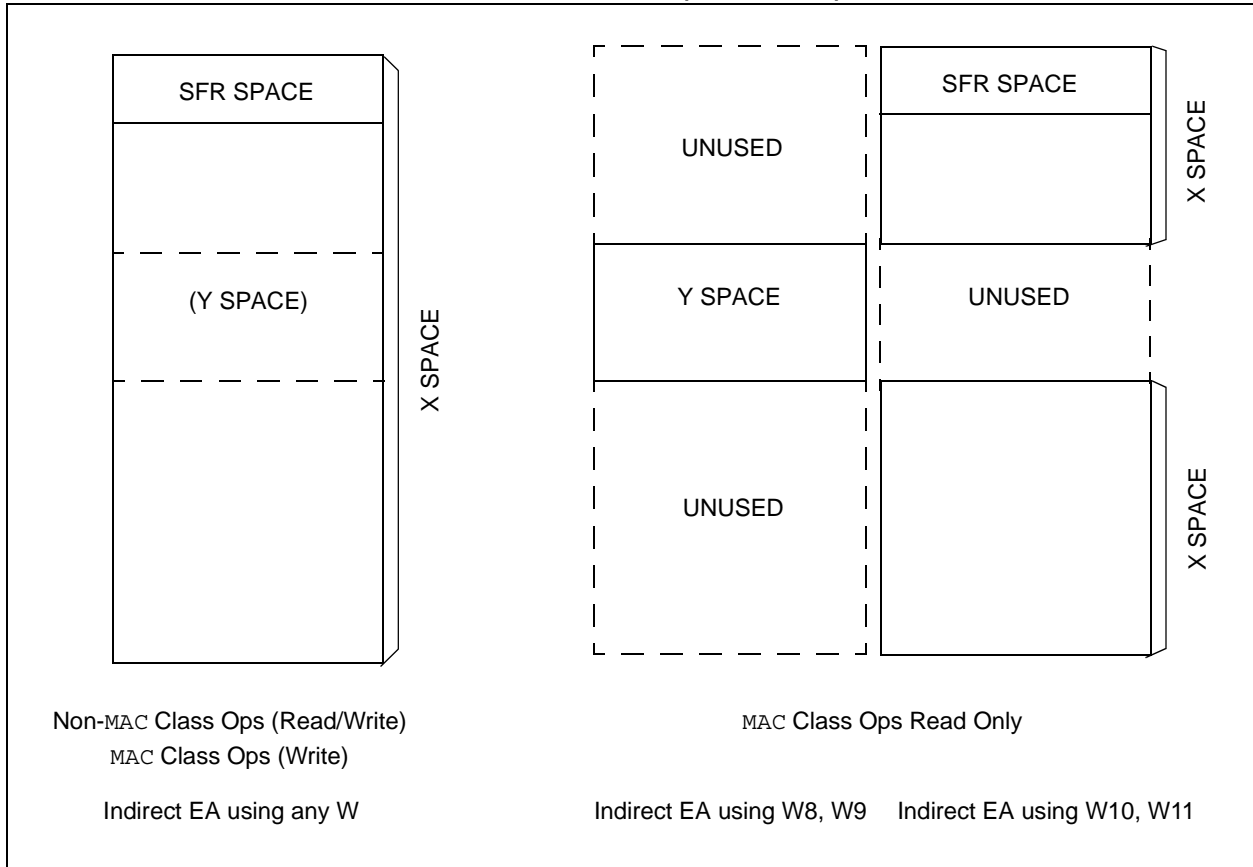 SFR SPACE
(Y SPACE)
X SPACE
UNUSED
Y SPACE
UNUSED
SFR SPACE
UNUSED
X SPACE
X SPACE
Non-MAC Class Ops (Read/Write)
MAC Class Ops (Write)
Indirect EA using any W
MAC Class Ops Read Only
Indirect EA using W8, W9
Indirect EA using W10, W11